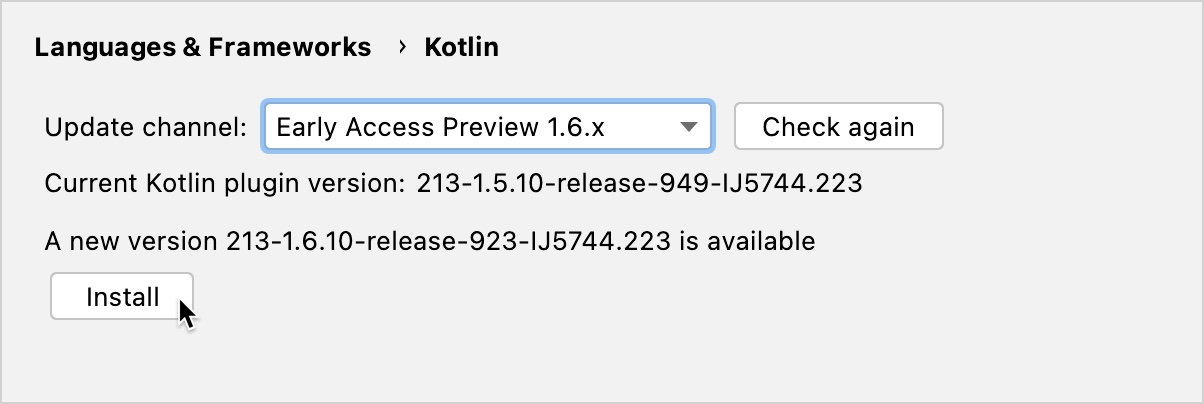 Languages & Frameworks › Kotlin
Update channel: Early Access Preview 1.6.x Check again
Current Kotlin plugin version: 213-1.5.10-release-949-IJ5744.223
A new version 213-1.6.10-release-923-IJ5744.223 is available
Install